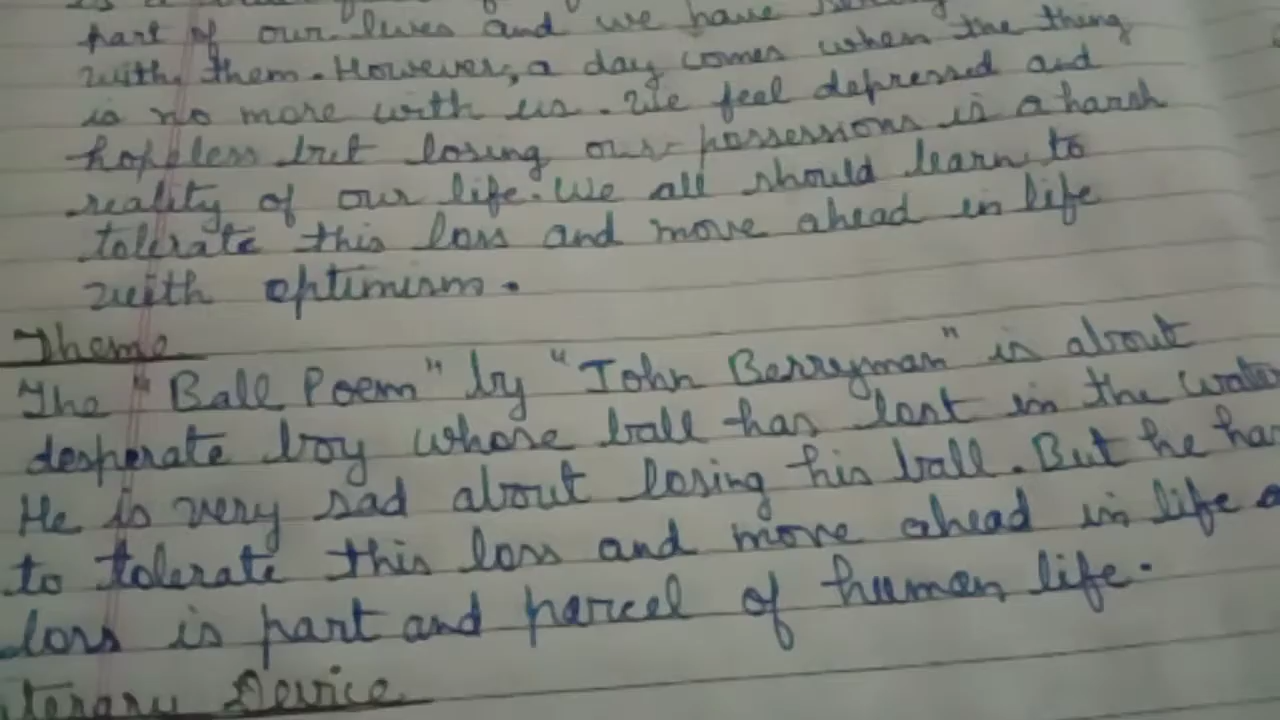 part of our lives and we have
with them. However, a day comes when the thing
is no more with us. We feel depressed and
hopeless but losing our possessions is a harsh
reality of our life. We all should learn to
tolerate this loss and move ahead in life
with optimism.
Theme
The "Ball Poem" by "John Berryman" is about
desperate boy whose ball has lost in the water
He is very sad about losing his ball. But he has
to tolerate this loss and move ahead in life
loss is part and parcel of human life.
Device